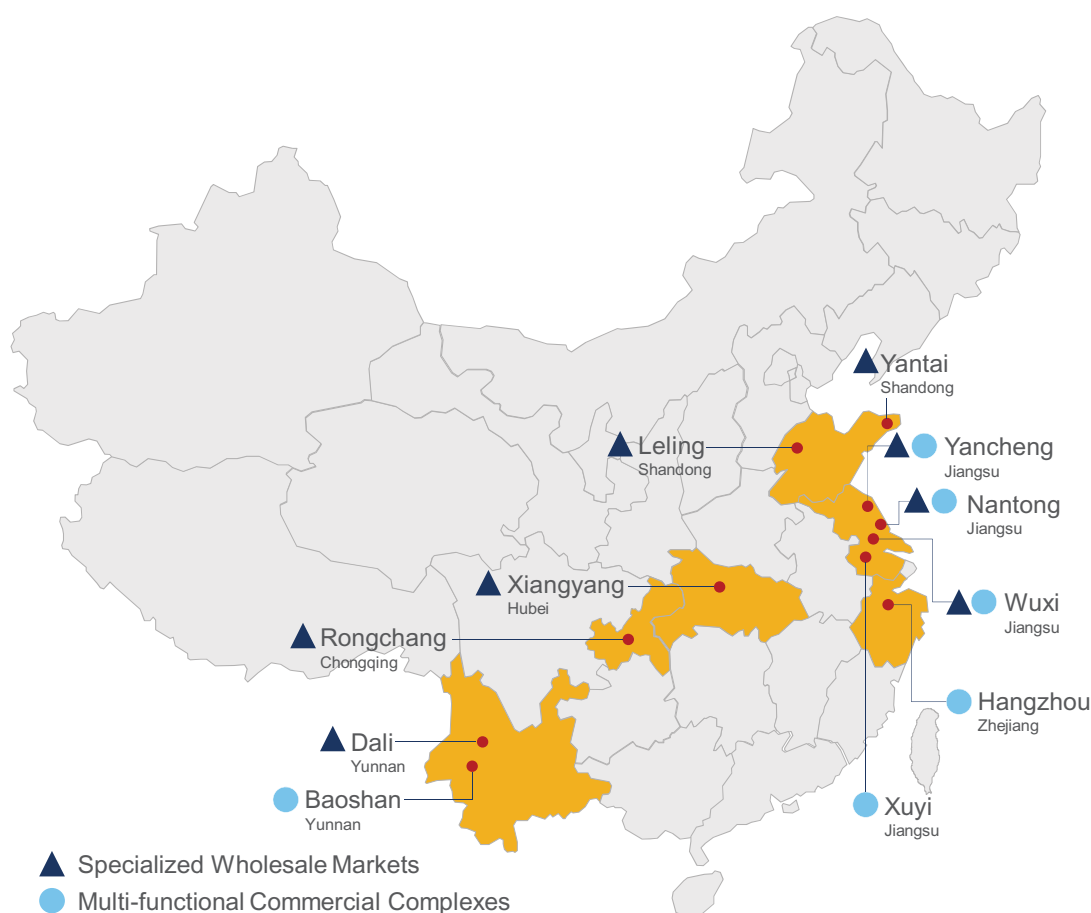 Yantai
Shandong
Leling
Shandong
Yancheng
Jiangsu
Nantong
Jiangsu
Xiangyang
Hubei
Wuxi
Jiangsu
Rongchang
Chongqing
Hangzhou
Zhejiang
Dali
Yunnan
Baoshan
Yunnan
Xuyi
Jiangsu
Specialized Wholesale Markets
Multi-functional Commercial Complexes